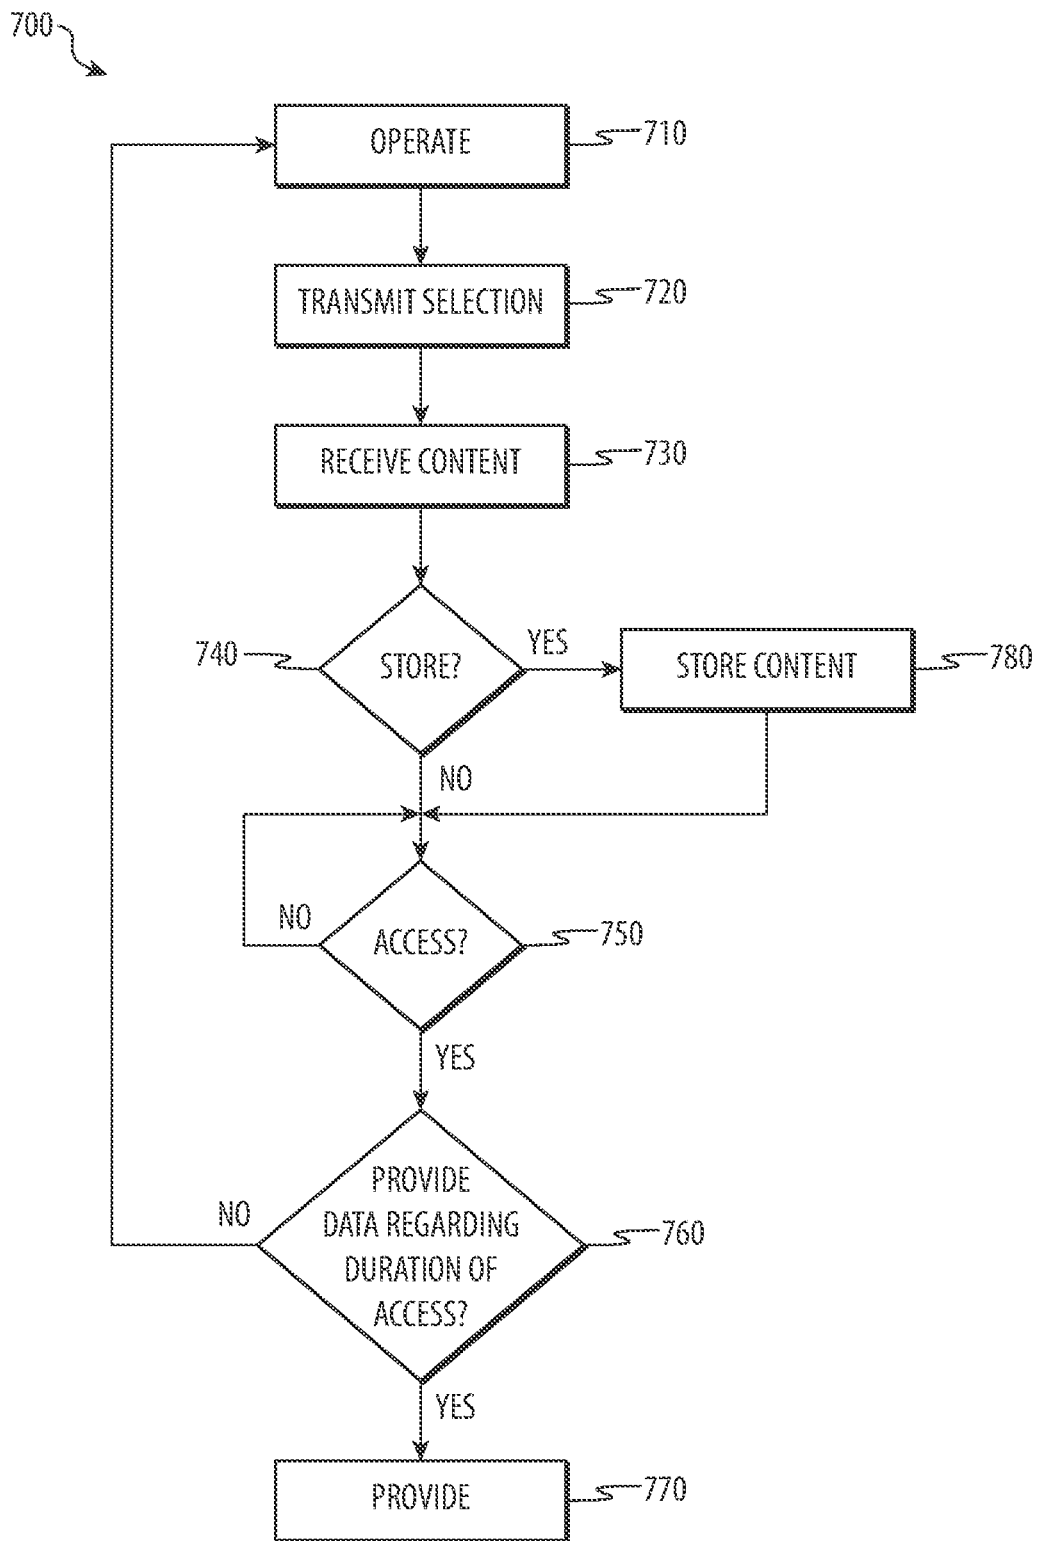 700
OPERATE
710
TRANSMIT SELECTION
720
RECEIVE CONTENT
730
740
STORE?
YES
STORE CONTENT
780
NO
NO
ACCESS?
750
YES
NO
PROVIDE
DATA REGARDING
DURATION OF
ACCESS?
760
YES
PROVIDE
770